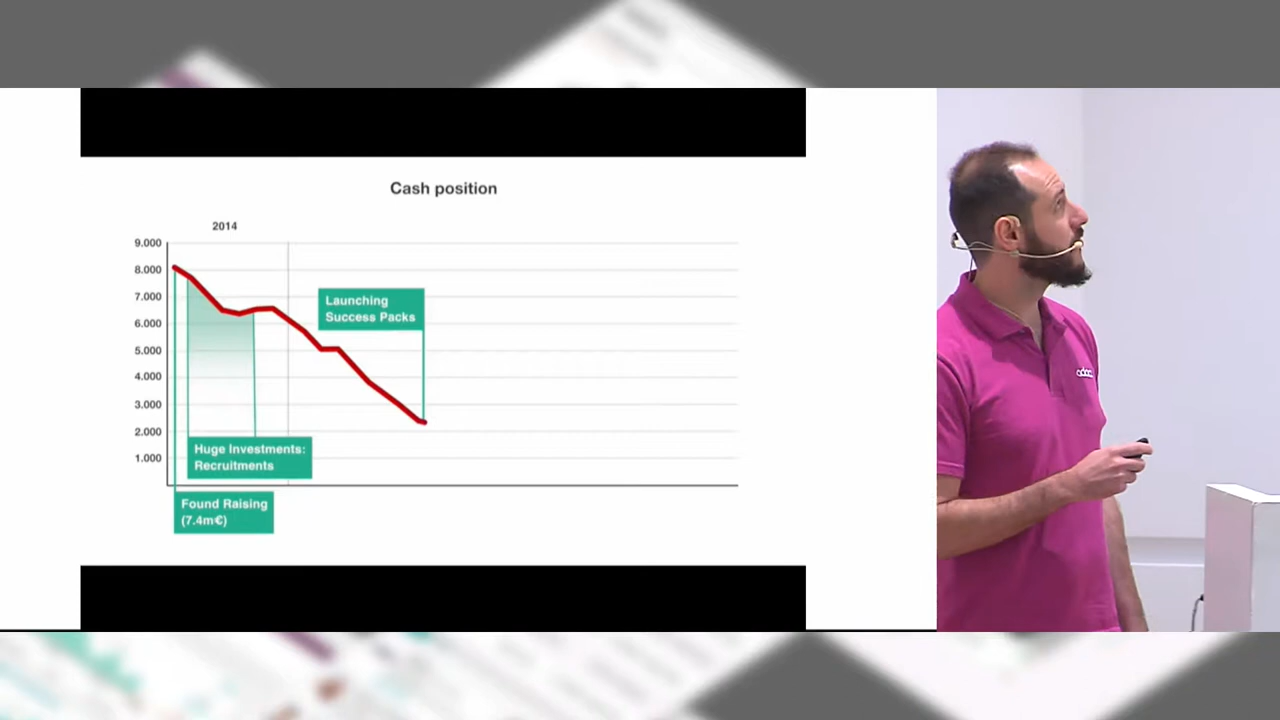 Cash position
2014
9.000
8.000
7.000
6.000
5.000
4.000
3.000
2.000
1.000
Launching
Success Packs
Huge Investments:
Recruitments
Found Raising
(7.4m€)
odoo